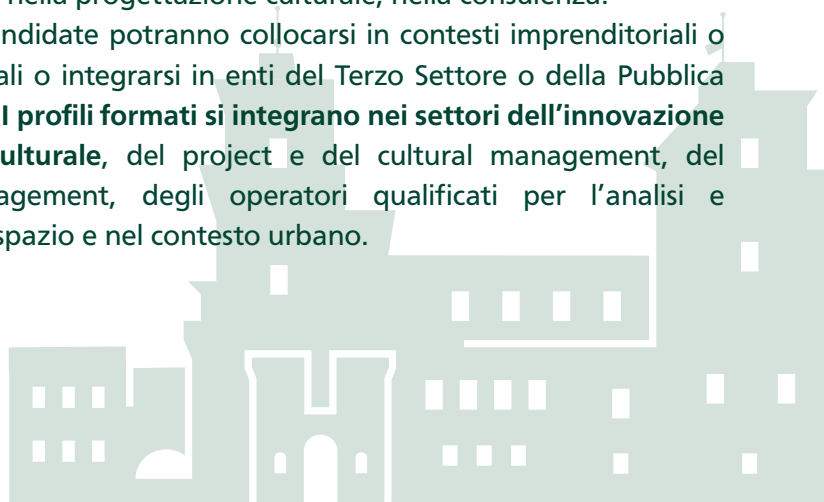 nella progettazione culturale, nella consulenza.
ndidate potranno collocarsi in contesti imprenditoriali o
ali o integrarsi in enti del Terzo Settore o della Pubblica
I profili formati si integrano nei settori dell’innovazione
ulturale, del project e del cultural management, del
agement, degli operatori qualificati per l’analisi e
spazio e nel contesto urbano.